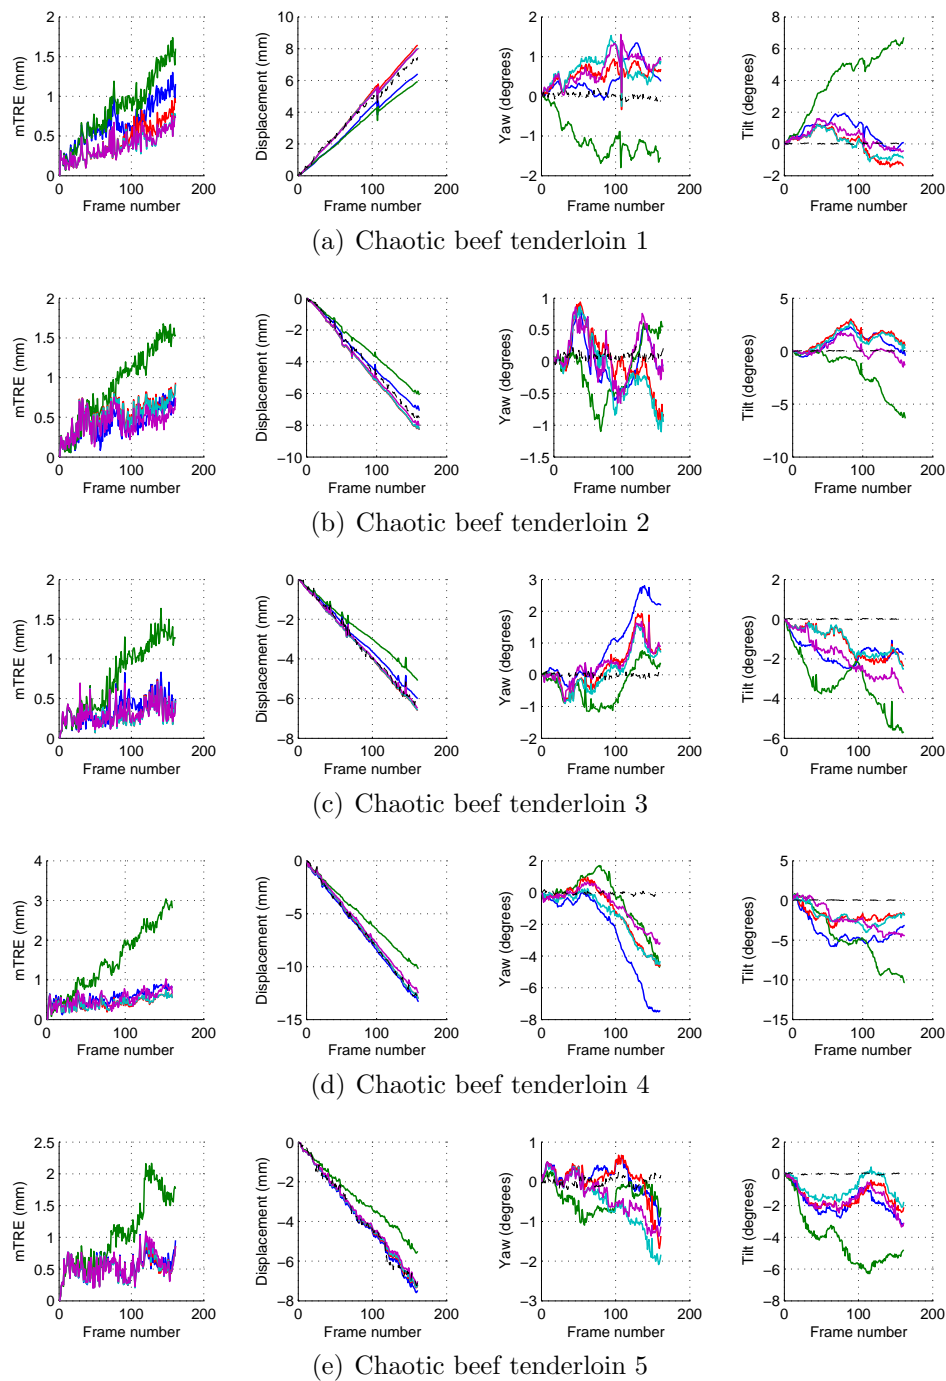 2
1.5
1
0.5
0
0 100 200
mTRE (mm)
Frame number
10
8
6
4
2
0
0 100 200
Displacement (mm)
Frame number
2
1
0
−1
−2
0 100 200
Yaw (degrees)
Frame number
8
6
4
2
0
−2
0 100 200
Tilt (degrees)
Frame number
(a) Chaotic beef tenderloin 1
2
1.5
1
0.5
0
0 100 200
mTRE (mm)
Frame number
0
−2
−4
−6
−8
−10
0 100 200
Displacement (mm)
Frame number
1
0.5
0
−0.5
−1
−1.5
0 100 200
Yaw (degrees)
Frame number
5
0
−5
−10
0 100 200
Tilt (degrees)
Frame number
(b) Chaotic beef tenderloin 2
2
1.5
1
0.5
0
0 100 200
mTRE (mm)
Frame number
0
−2
−4
−6
−8
0 100 200
Displacement (mm)
Frame number
3
2
1
0
−1
−2
0 100 200
Yaw (degrees)
Frame number
2
0
−2
−4
−6
0 100 200
Tilt (degrees)
Frame number
(c) Chaotic beef tenderloin 3
4
3
2
1
0
0 100 200
mTRE (mm)
Frame number
0
−5
−10
−15
0 100 200
Displacement (mm)
Frame number
2
0
−2
−4
−6
−8
0 100 200
Yaw (degrees)
Frame number
5
0
−5
−10
−15
0 100 200
Tilt (degrees)
Frame number
(d) Chaotic beef tenderloin 4
2.5
2
1.5
1
0.5
0
0 100 200
mTRE (mm)
Frame number
0
−2
−4
−6
−8
0 100 200
Displacement (mm)
Frame number
1
0
−1
−2
−3
0 100 200
Yaw (degrees)
Frame number
2
0
−2
−4
−6
−8
0 100 200
Tilt (degrees)
Frame number
(e) Chaotic beef tenderloin 5